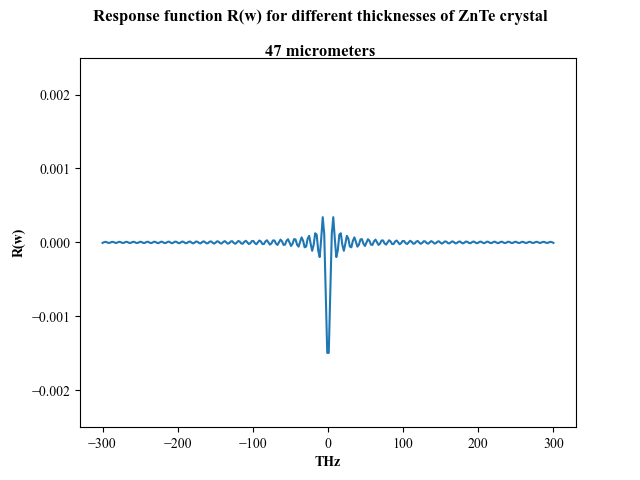 Response function R(w) for different thicknesses of ZnTe crystal
47 micrometers
0.002
0.001
0.000
−0.001
−0.002
R(w)
−300 −200 −100 0 100 200 300
THz